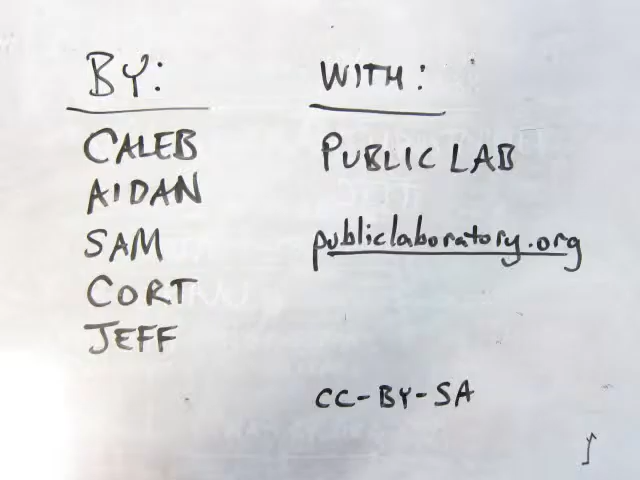 BY:
CALEB
AIDAN
SAM
CORT
JEFF
WITH:
PUBLIC LAB
publiclaboratory.org
CC-BY-SA